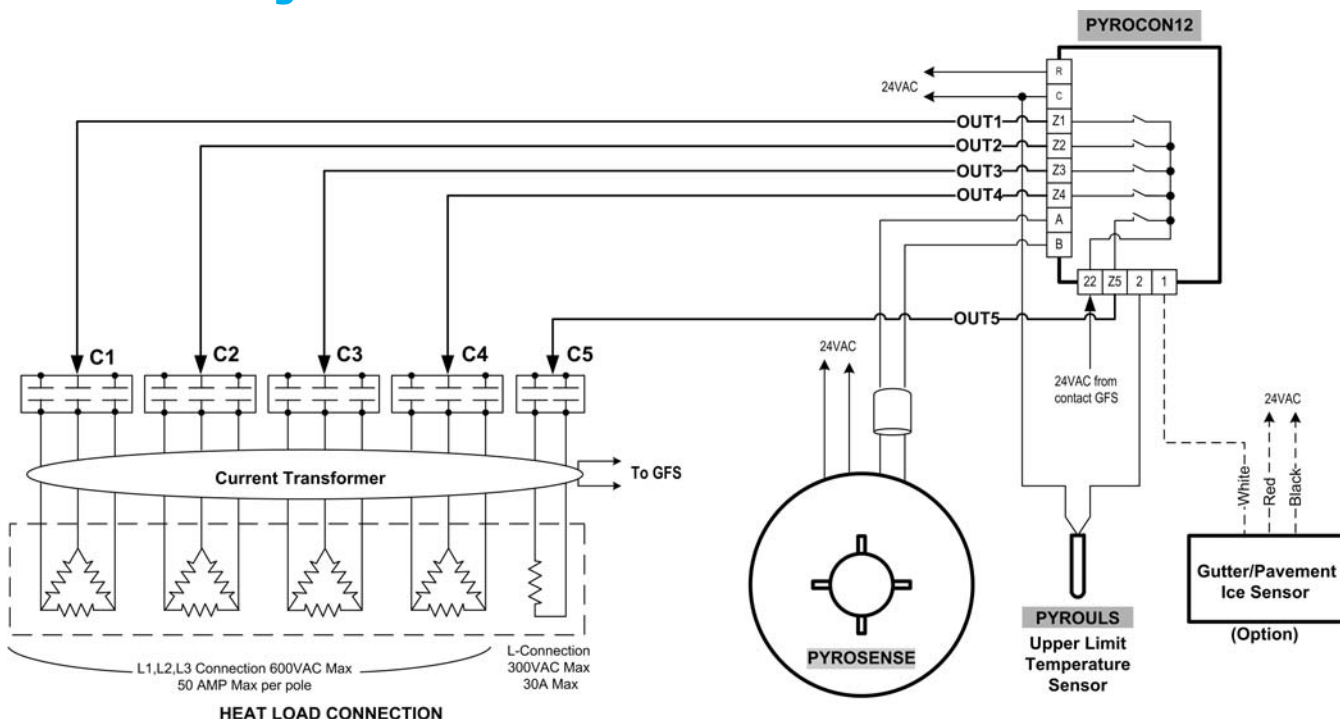 PYROCON12
24VAC
R
C
OUT1
Z1
OUT2
Z2
OUT3
Z3
OUT4
Z4
A
B
22 Z5 2 1
OUT5
C1 C2 C3 C4 C5
24VAC
24VAC from
contact GFS
24VAC
White
Red
Black
Current Transformer
To GFS
L1,L2,L3 Connection 600VAC Max
50 AMP Max per pole
L-Connection
300VAC Max
30A Max
HEAT LOAD CONNECTION
PYROSENSE
PYROULS
Upper Limit
Temperature
Sensor
Gutter/Pavement
Ice Sensor
(Option)